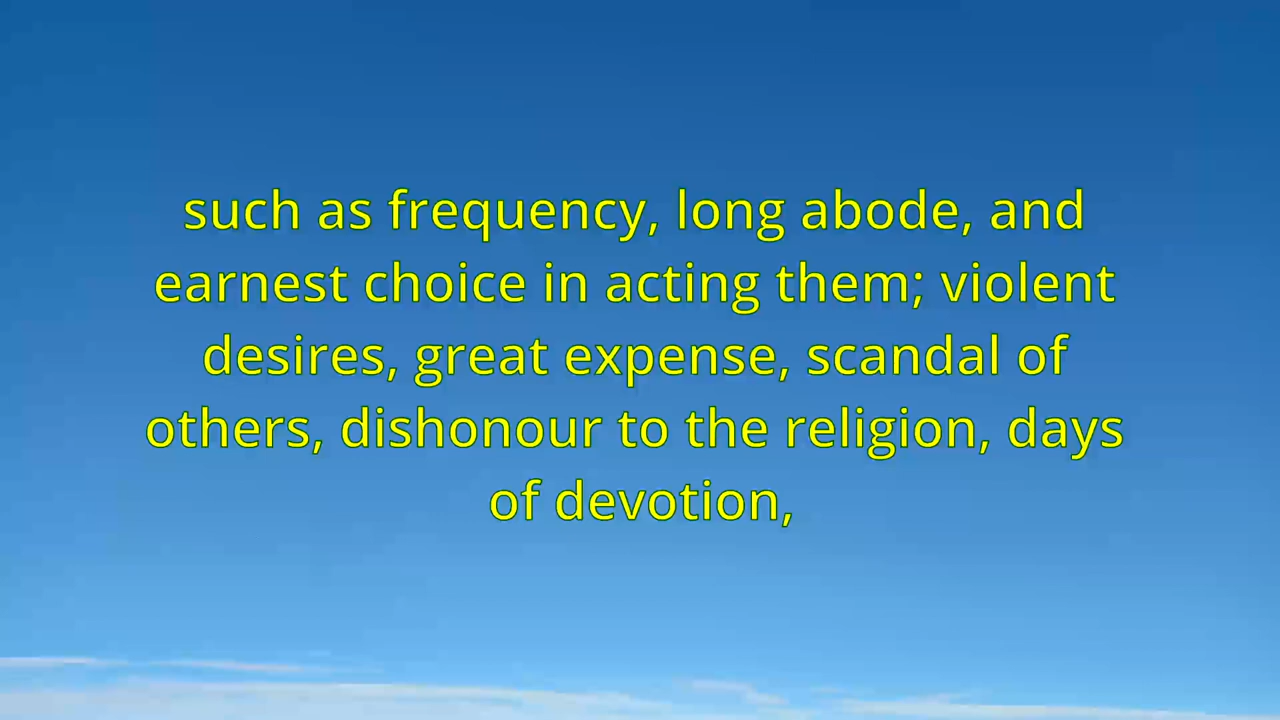 such as frequency, long abode, and
earnest choice in acting them; violent
desires, great expense, scandal of
others, dishonour to the religion, days
of devotion,